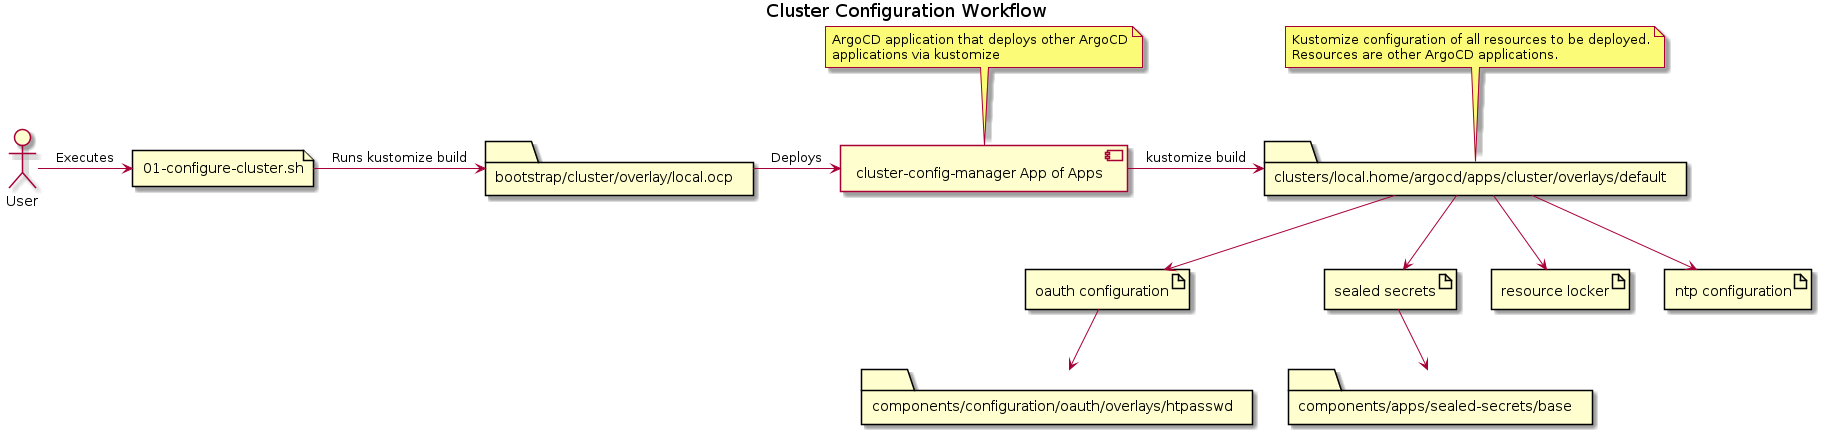 Cluster Configuration Workflow
ArgoCD application that deploys other ArgoCD
applications via kustomize
Kustomize configuration of all resources to be deployed.
Resources are other ArgoCD applications.
User
Executes
01-configure-cluster.sh
Runs kustomize build
bootstrap/cluster/overlay/local.ocp
Deploys
cluster-config-manager App of Apps
kustomize build
clusters/local.home/argocd/apps/cluster/overlays/default
oauth configuration
sealed secrets
resource locker
ntp configuration
components/configuration/oauth/overlays/htpasswd
components/apps/sealed-secrets/base